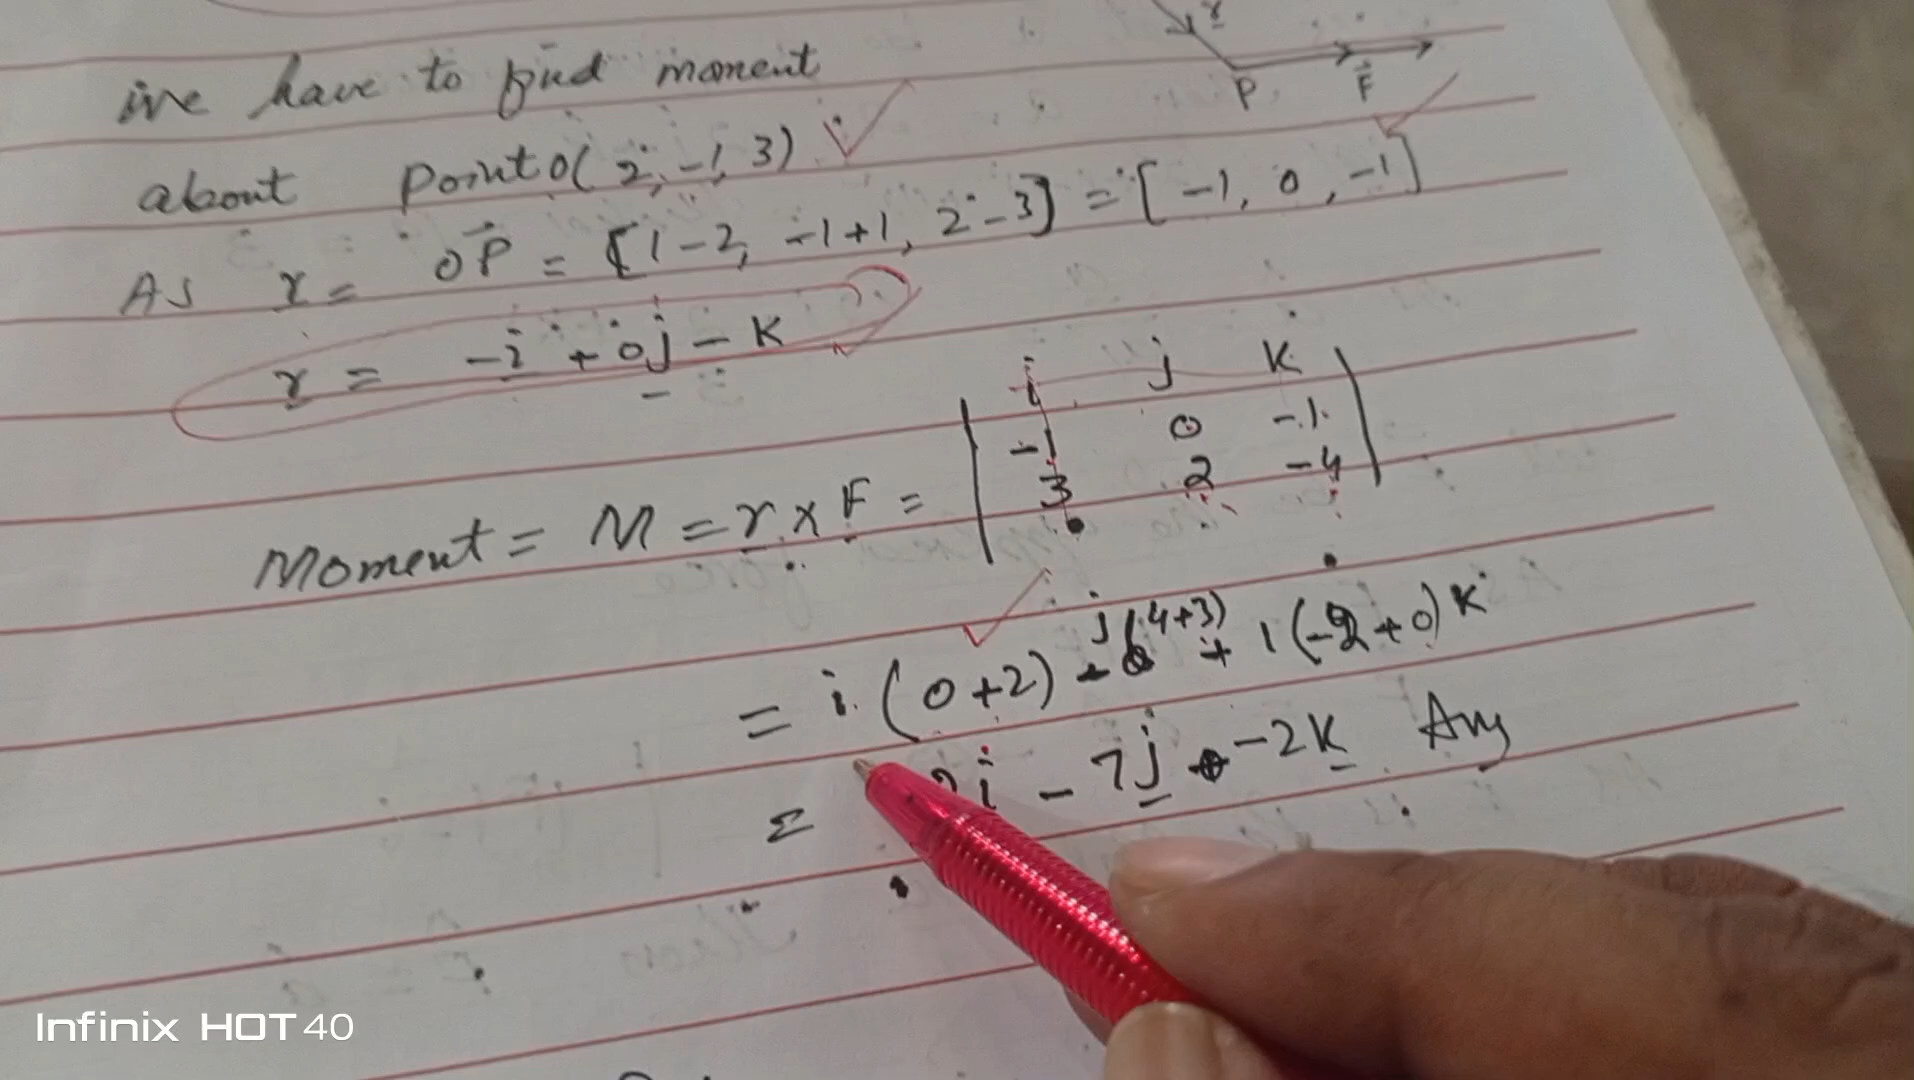 we have to find moment
about point O(2, -1, 3)
As r = OP = [1-2, -1+1, 2-3] = [-1, 0, -1]
r = -i + 0j - k
i j k
-1 0 -1
Moment = M = r x F = 3 2 -4
= i (0+2) - j(4+3) + 1(-2+0) k
= 2i - 7j - 2k Ans
r
P F
Infinix HOT 40